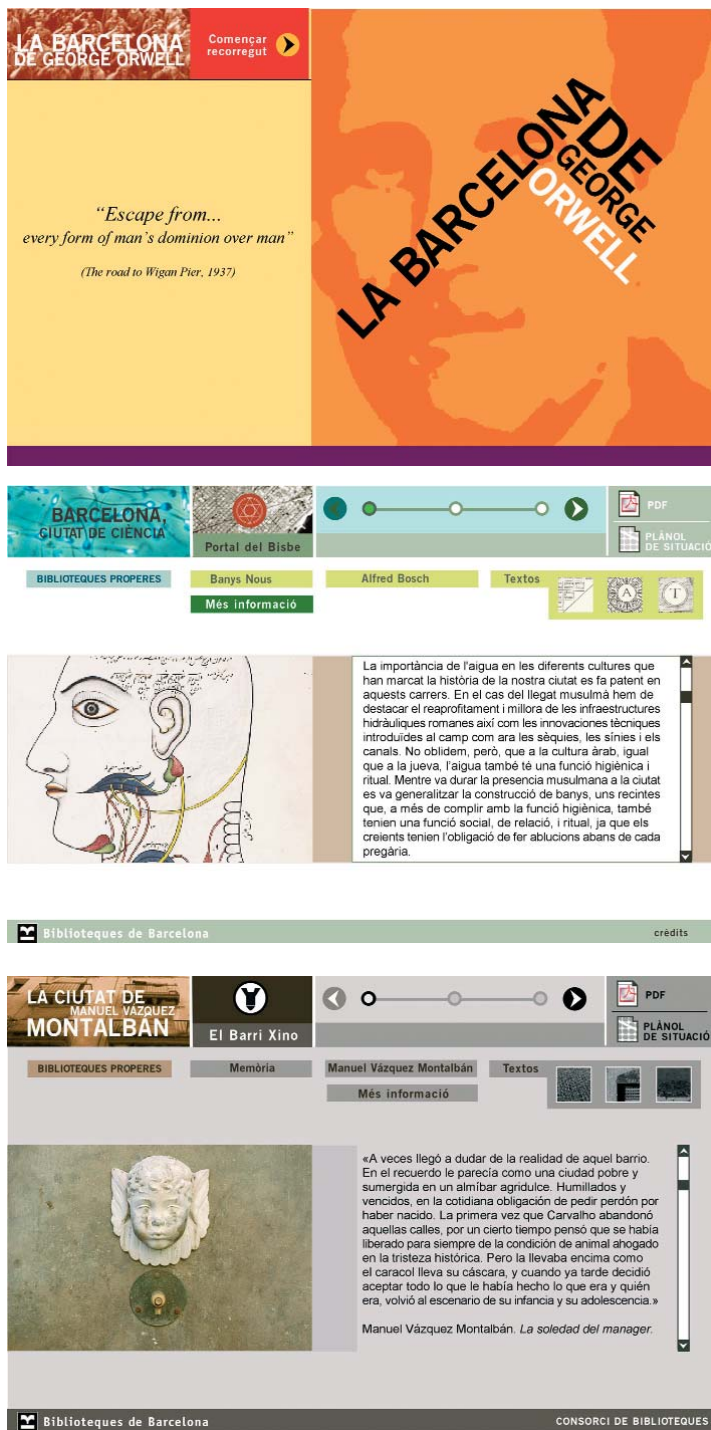 LA BARCELONA
DE GEORGE ORWELL
Començar
recorregut
“Escape from...
every form of man’s dominion over man”
(The road to Wigan Pier, 1937)
LA BARCELONA
DE
GEORGE
ORWELL
BARCELONA,
CIUTAT DE CIÈNCIA
Portal del Bisbe
PDF
PLÀNOL
DE SITUACIÓ
BIBLIOTEQUES PROPERES
Banys Nous
Alfred Bosch
Textos
A
T
Més informació
La importància de l’aigua en les diferents cultures que
han marcat la història de la nostra ciutat es fa patent en
aquests carrers. En el cas del llegat musulmà hem de
destacar el reaprofitament i millora de les infraestructures
hidràuliques romanes així com les innovaciones tècniques
introduïdes al camp com ara les sèquies, les sínies i els
canals. No oblidem, però, que a la cultura àrab, igual
que a la jueva, l’aigua també té una funció higiènica i
ritual. Mentre va durar la presencia musulmana a la ciutat
es va generalitzar la construcció de banys, uns recintes
que, a més de complir amb la funció higiènica, també
tenien una funció social, de relació, i ritual, ja que els
creients tenien l’obligació de fer ablucions abans de cada
pregària.
Biblioteques de Barcelona
crèdits
LA CIUTAT DE
MANUEL VÁZQUEZ
MONTALBÁN
El Barri Xino
PDF
PLÀNOL
DE SITUACIÓ
BIBLIOTEQUES PROPERES
Memòria
Manuel Vázquez Montalbán
Textos
Més informació
«A veces llegó a dudar de la realidad de aquel barrio.
En el recuerdo le parecía como una ciudad pobre y
sumergida en un almíbar agridulce. Humillados y
vencidos, en la cotidiana obligación de pedir perdón por
haber nacido. La primera vez que Carvalho abandonó
aquellas calles, por un cierto tiempo pensó que se había
liberado para siempre de la condición de animal ahogado
en la tristeza histórica. Pero la llevaba encima como
el caracol lleva su cáscara, y cuando ya tarde decidió
aceptar todo lo que le había hecho lo que era y quién
era, volvió al escenario de su infancia y su adolescencia.»
Manuel Vázquez Montalbán. La soledad del manager.
Biblioteques de Barcelona
CONSORCI DE BIBLIOTEQUES